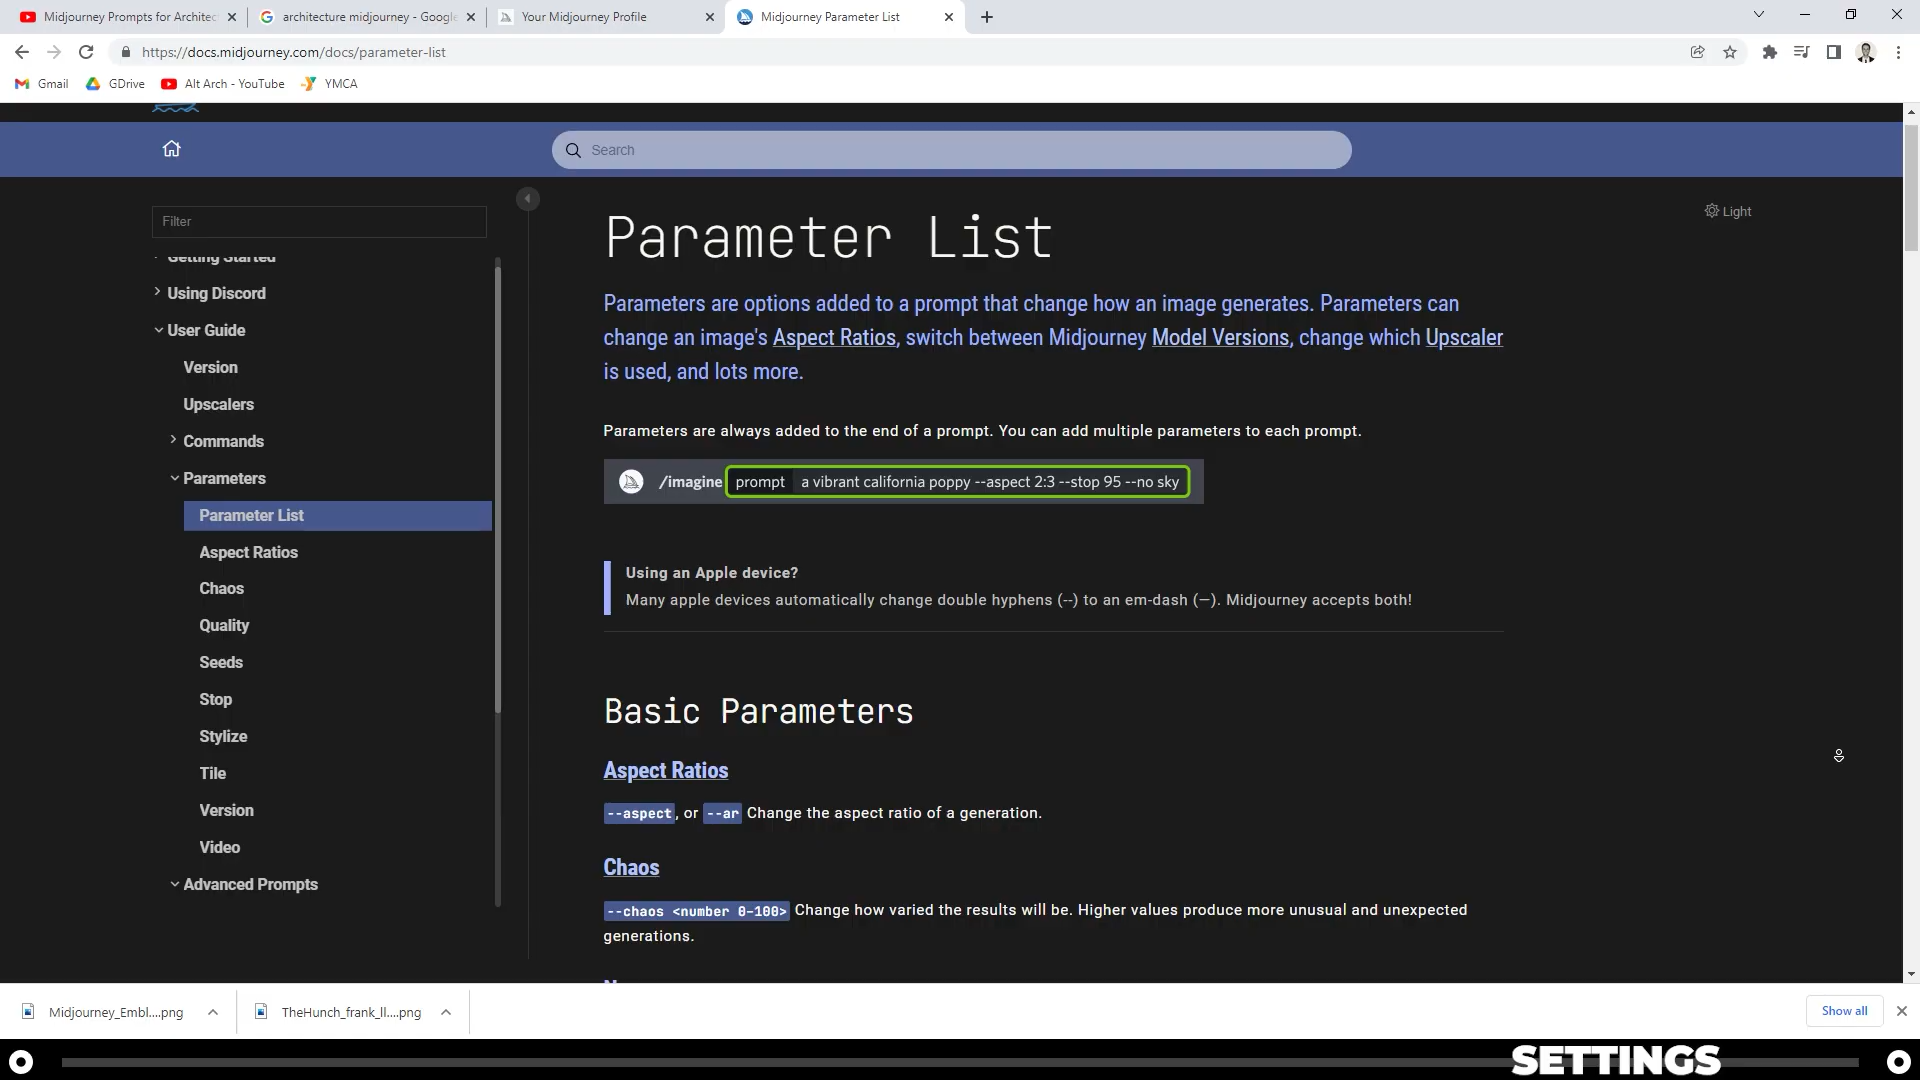 Midjourney Prompts for Architec
architecture midjourney - Google
Your Midjourney Profile
Midjourney Parameter List
https://docs.midjourney.com/docs/parameter-list
Gmail
GDrive
Alt Arch - YouTube
YMCA
Search
Filter
Light
Getting Started
Using Discord
User Guide
Version
Upscalers
Commands
Parameters
Parameter List
Aspect Ratios
Chaos
Quality
Seeds
Stop
Stylize
Tile
Version
Video
Advanced Prompts
Parameter List
Parameters are options added to a prompt that change how an image generates. Parameters can
change an image's Aspect Ratios, switch between Midjourney Model Versions, change which Upscaler
is used, and lots more.
Parameters are always added to the end of a prompt. You can add multiple parameters to each prompt.
/imagine prompt a vibrant california poppy --aspect 2:3 --stop 95 --no sky
Using an Apple device?
Many apple devices automatically change double hyphens (--) to an em-dash (—). Midjourney accepts both!
Basic Parameters
Aspect Ratios
--aspect, or --ar Change the aspect ratio of a generation.
Chaos
--chaos <number 0–100> Change how varied the results will be. Higher values produce more unusual and unexpected
generations.
Midjourney_Embl....png
TheHunch_frank_ll....png
Show all
SETTINGS